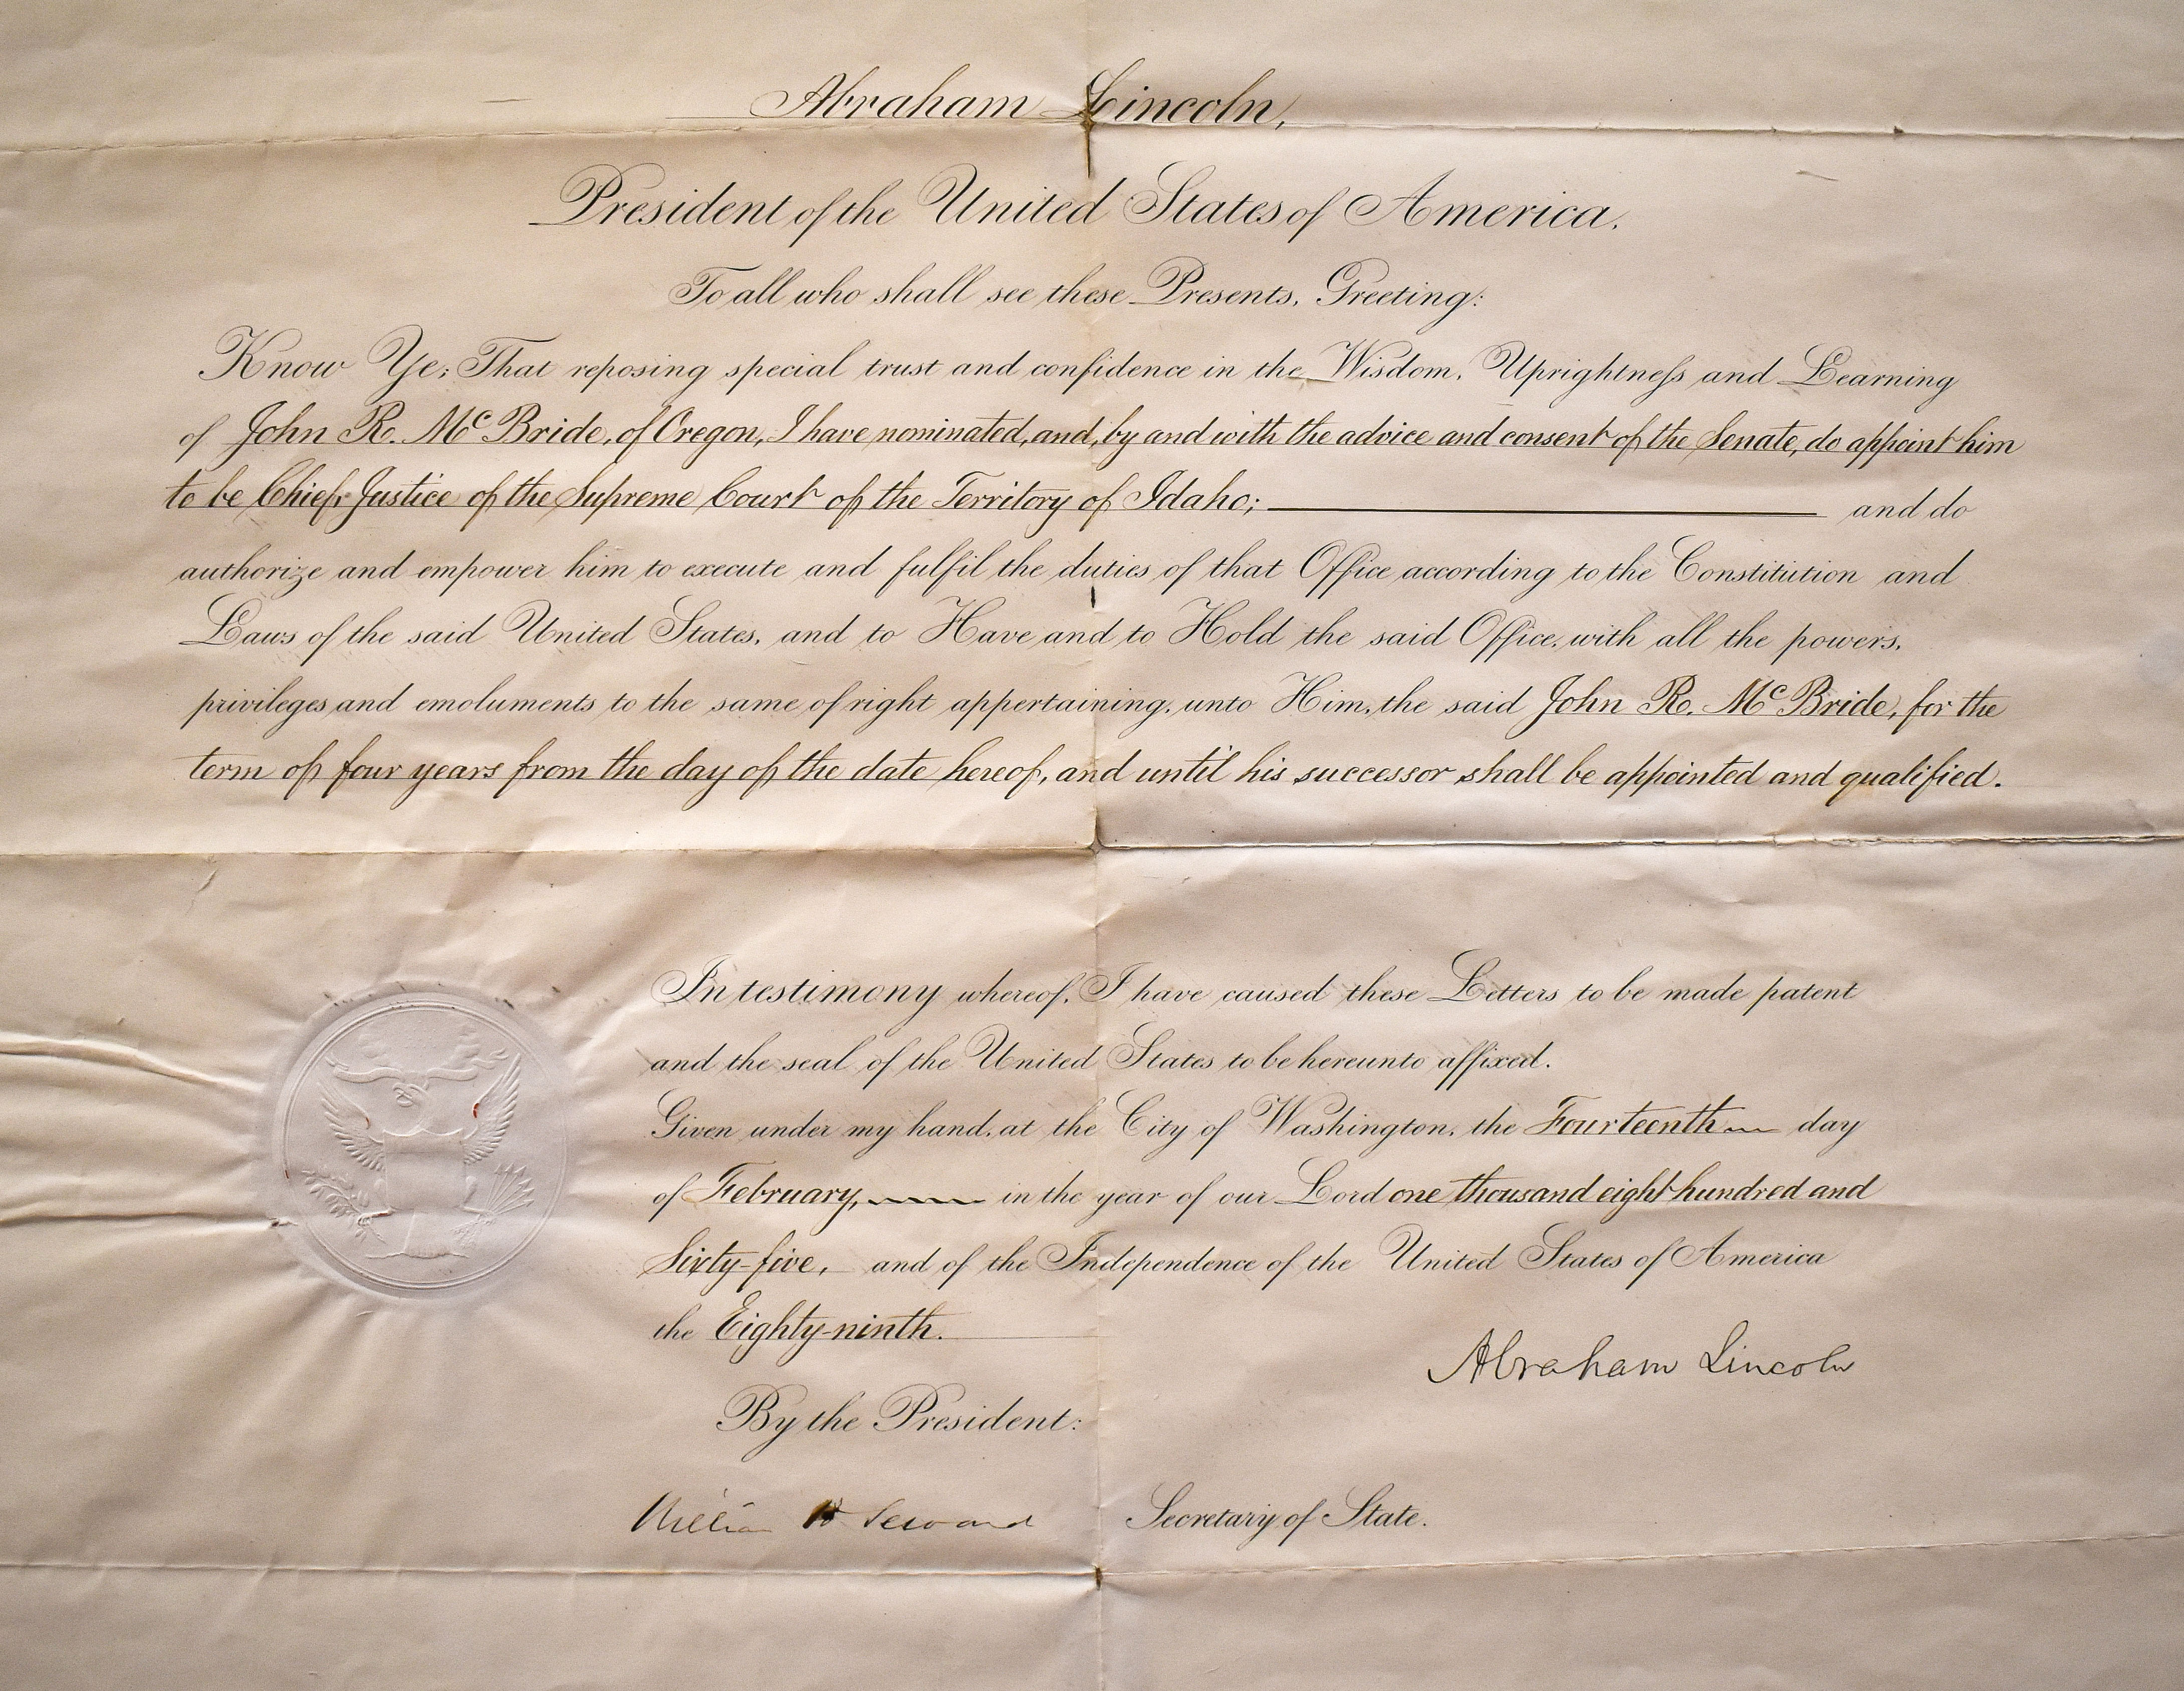 Abraham Lincoln,
President of the United States of America.
To all who shall see these Presents, Greeting:
Know Ye; That reposing special trust and confidence in the Wisdom, Uprightneſs and Learning
of John R. McBride, of Oregon, I have nominated, and, by and with the advice and consent of the Senate, do appoint him
to be Chief Justice of the Supreme Court of the Territory of Idaho; and do
authorize and empower him to execute and fulfil the duties of that Office according to the Constitution and
Laws of the said United States, and to Have and to Hold the said Office, with all the powers,
privileges and emoluments to the same of right appertaining, unto Him, the said John R. McBride, for the
term of four years from the day of the date hereof, and until his successor shall be appointed and qualified.
In testimony whereof, I have caused these Letters to be made patent
and the seal of the United States to be hereunto affixed.
Given under my hand, at the City of Washington, the Fourteenth day
of February, in the year of our Lord one thousand eight hundred and
Sixty-five, and of the Independence of the United States of America
the Eighty-ninth.
Abraham Lincoln
By the President:
William H Seward Secretary of State.